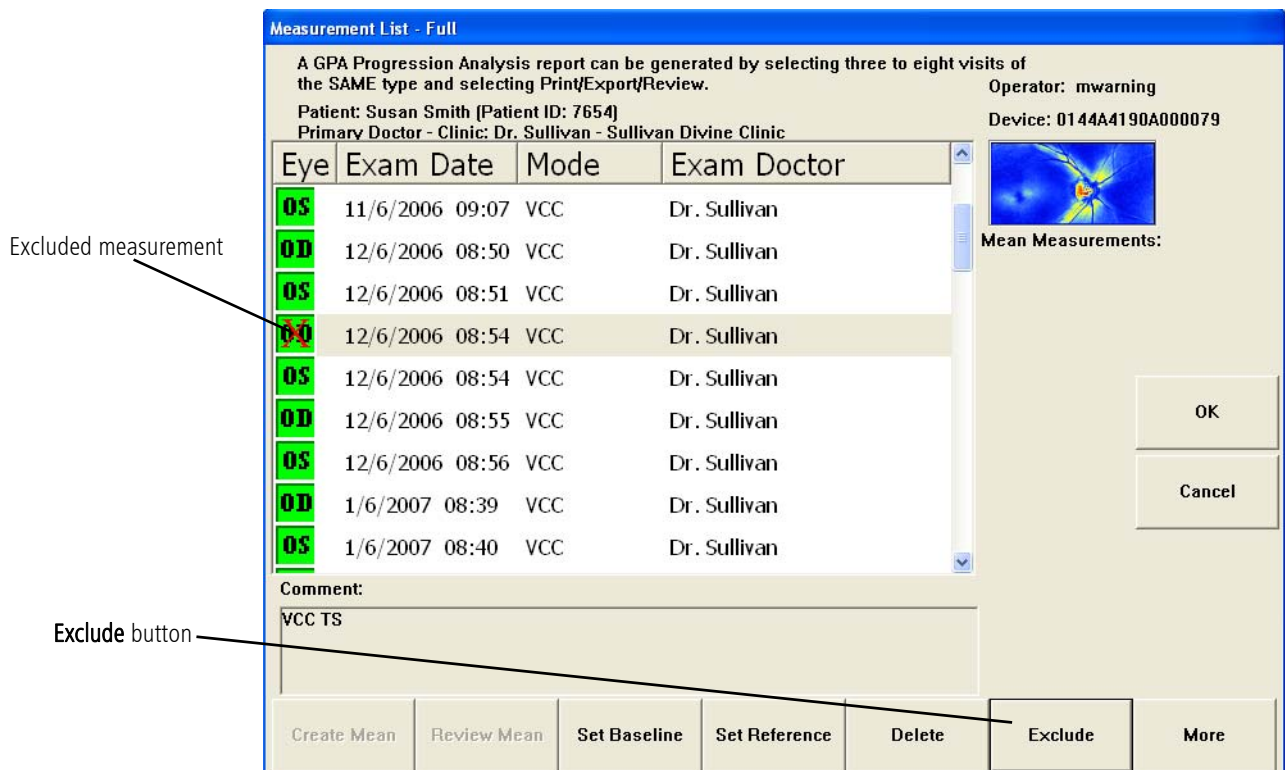 Measurement List - Full
A GPA Progression Analysis report can be generated by selecting three to eight visits of
the SAME type and selecting Print/Export/Review.
Operator: mwarning
Patient: Susan Smith (Patient ID: 7654)
Device: 0144A4190A000079
Primary Doctor - Clinic: Dr. Sullivan - Sullivan Divine Clinic
Eye Exam Date Mode Exam Doctor
OS 11/6/2006 09:07 VCC Dr. Sullivan
Mean Measurements:
Excluded measurement
OD 12/6/2006 08:50 VCC Dr. Sullivan
OS 12/6/2006 08:51 VCC Dr. Sullivan
OD 12/6/2006 08:54 VCC Dr. Sullivan
OS 12/6/2006 08:54 VCC Dr. Sullivan
OD 12/6/2006 08:55 VCC Dr. Sullivan
OK
OS 12/6/2006 08:56 VCC Dr. Sullivan
Cancel
OD 1/6/2007 08:39 VCC Dr. Sullivan
OS 1/6/2007 08:40 VCC Dr. Sullivan
Comment:
VCC TS
Exclude button
Create Mean Review Mean Set Baseline Set Reference Delete Exclude More